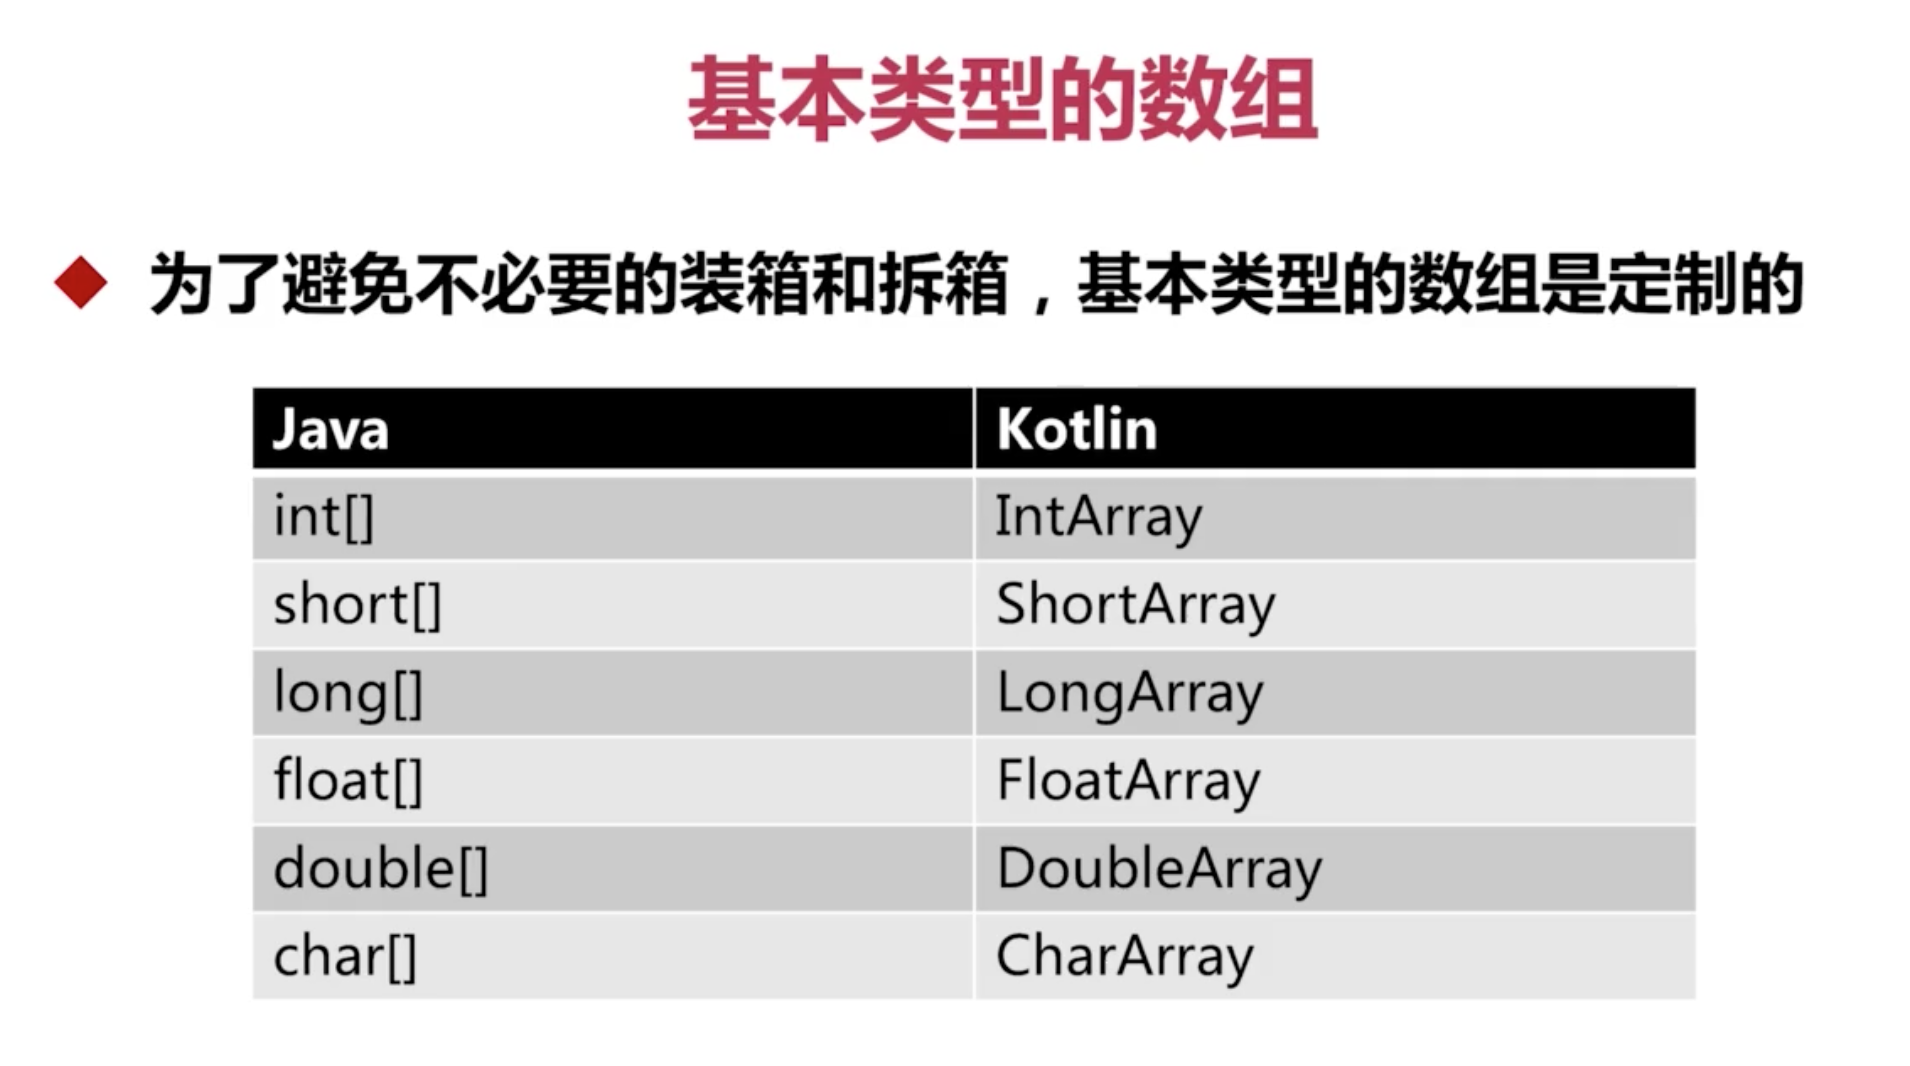 基本类型的数组
为了避免不必要的装箱和拆箱，基本类型的数组是定制的
Java Kotlin
int[] IntArray
short[] ShortArray
long[] LongArray
float[] FloatArray
double[] DoubleArray
char[] CharArray